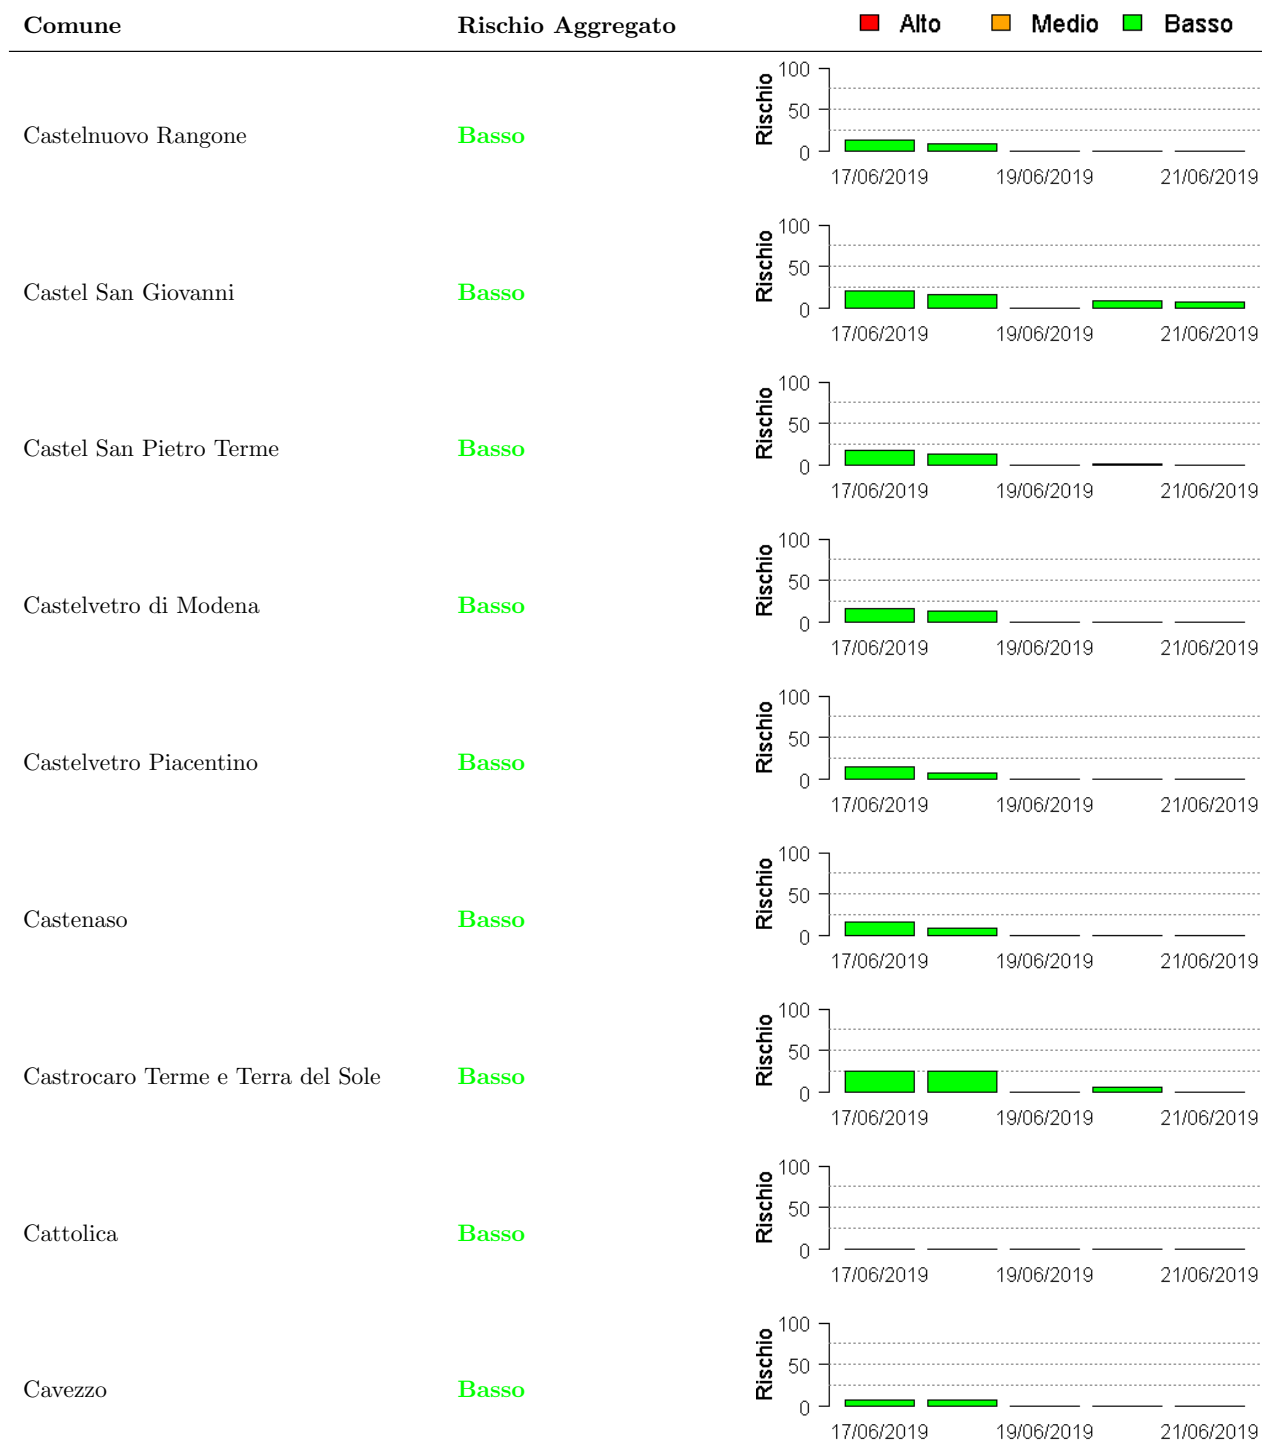 Comune Rischio Aggregato Alto Medio Basso
Castelnuovo Rangone Basso Rischio 100 50 0
17/06/2019 19/06/2019 21/06/2019
Castel San Giovanni Basso Rischio 100 50 0
17/06/2019 19/06/2019 21/06/2019
Castel San Pietro Terme Basso Rischio 100 50 0
17/06/2019 19/06/2019 21/06/2019
Castelvetro di Modena Basso Rischio 100 50 0
17/06/2019 19/06/2019 21/06/2019
Castelvetro Piacentino Basso Rischio 100 50 0
17/06/2019 19/06/2019 21/06/2019
Castenaso Basso Rischio 100 50 0
17/06/2019 19/06/2019 21/06/2019
Castrocaro Terme e Terra del Sole Basso Rischio 100 50 0
17/06/2019 19/06/2019 21/06/2019
Cattolica Basso Rischio 100 50 0
17/06/2019 19/06/2019 21/06/2019
Cavezzo Basso Rischio 100 50 0
17/06/2019 19/06/2019 21/06/2019